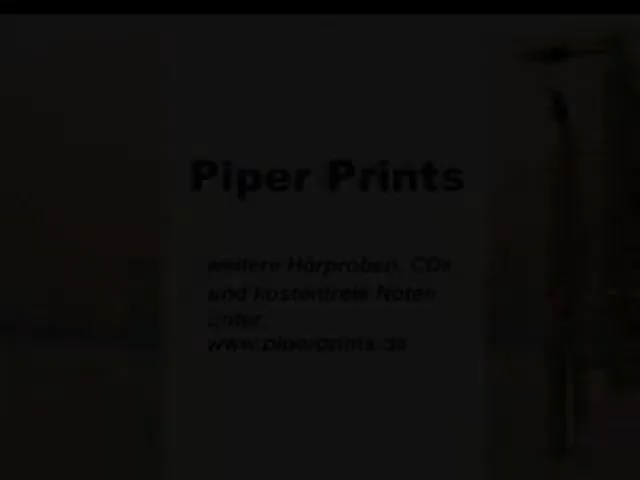 Piper Prints
weitere Hörproben, CDs
und kostenfreie Noten
unter:
www.piperprints.de